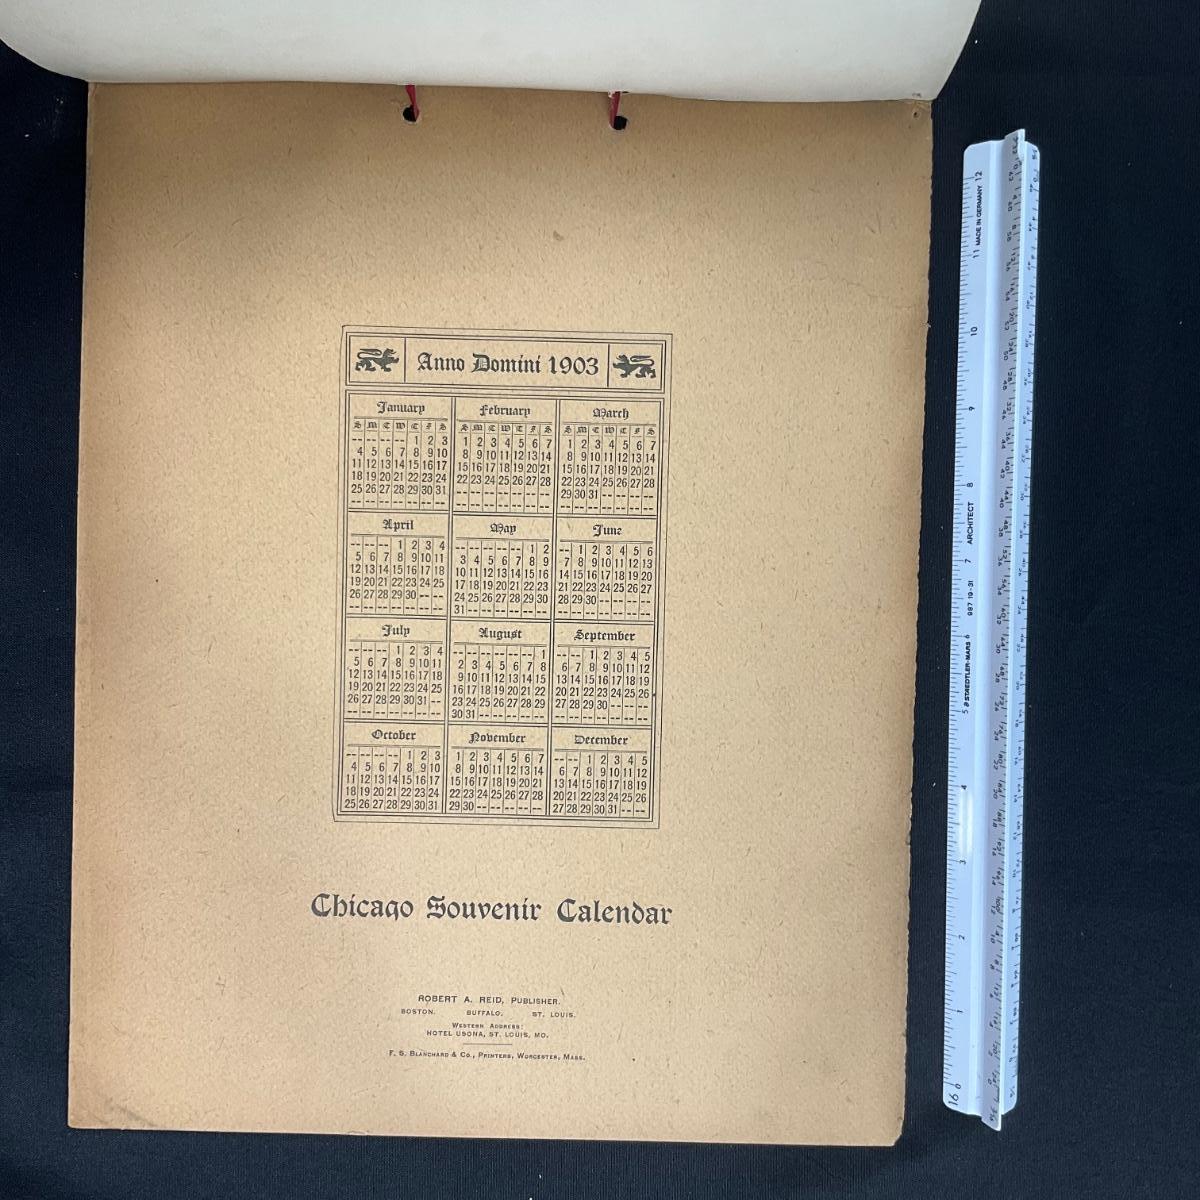 Anno Domini 1903
January
S M T W T F S
-- -- -- -- 1 2 3
4 5 6 7 8 9 10
11 12 13 14 15 16 17
18 19 20 21 22 23 24
25 26 27 28 29 30 31
-- -- -- -- -- -- --
February
S M T W T F S
1 2 3 4 5 6 7
8 9 10 11 12 13 14
15 16 17 18 19 20 21
22 23 24 25 26 27 28
-- -- -- -- -- -- --
-- -- -- -- -- -- --
March
S M T W T F S
1 2 3 4 5 6 7
8 9 10 11 12 13 14
15 16 17 18 19 20 21
22 23 24 25 26 27 28
29 30 31 -- -- -- --
-- -- -- -- -- -- --
April
-- -- -- 1 2 3 4
5 6 7 8 9 10 11
12 13 14 15 16 17 18
19 20 21 22 23 24 25
26 27 28 29 30 -- --
-- -- -- -- -- -- --
May
-- -- -- -- -- 1 2
3 4 5 6 7 8 9
10 11 12 13 14 15 16
17 18 19 20 21 22 23
24 25 26 27 28 29 30
31 -- -- -- -- -- --
June
-- 1 2 3 4 5 6
7 8 9 10 11 12 13
14 15 16 17 18 19 20
21 22 23 24 25 26 27
28 29 30 -- -- -- --
-- -- -- -- -- -- --
July
-- -- -- 1 2 3 4
5 6 7 8 9 10 11
12 13 14 15 16 17 18
19 20 21 22 23 24 25
26 27 28 29 30 31 --
-- -- -- -- -- -- --
August
-- -- -- -- -- -- 1
2 3 4 5 6 7 8
9 10 11 12 13 14 15
16 17 18 19 20 21 22
23 24 25 26 27 28 29
30 31 -- -- -- -- --
September
-- -- 1 2 3 4 5
6 7 8 9 10 11 12
13 14 15 16 17 18 19
20 21 22 23 24 25 26
27 28 29 30 -- -- --
-- -- -- -- -- -- --
October
-- -- -- -- 1 2 3
4 5 6 7 8 9 10
11 12 13 14 15 16 17
18 19 20 21 22 23 24
25 26 27 28 29 30 31
November
1 2 3 4 5 6 7
8 9 10 11 12 13 14
15 16 17 18 19 20 21
22 23 24 25 26 27 28
29 30 -- -- -- -- --
December
-- -- 1 2 3 4 5
6 7 8 9 10 11 12
13 14 15 16 17 18 19
20 21 22 23 24 25 26
27 28 29 30 31 -- --
Chicago Souvenir Calendar
ROBERT A. REID, PUBLISHER.
BOSTON. BUFFALO. ST. LOUIS.
WESTERN ADDRESS:
HOTEL USONA, ST. LOUIS, MO.
F. S. BLANCHARD & CO., PRINTERS, WORCESTER, MASS.
16 0 1 2 3 4 5 STAEDTLER-MARS 6 987 19-31 7 ARCHITECT 8 9 10 11 MADE IN GERMANY 12